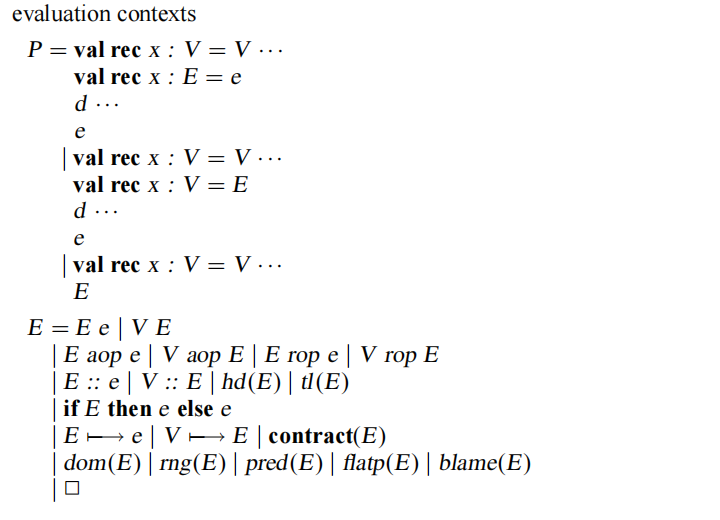 evaluation contexts
P = val rec x : V = V ⋯
val rec x : E = e
d ⋯
e
| val rec x : V = V ⋯
val rec x : V = E
d ⋯
e
| val rec x : V = V ⋯
E
E = E e | V E
| E aop e | V aop E | E rop e | V rop E
| E :: e | V :: E | hd(E) | tl(E)
| if E then e else e
| E ⟼ e | V ⟼ E | contract(E)
| dom(E) | rng(E) | pred(E) | flatp(E) | blame(E)
| □